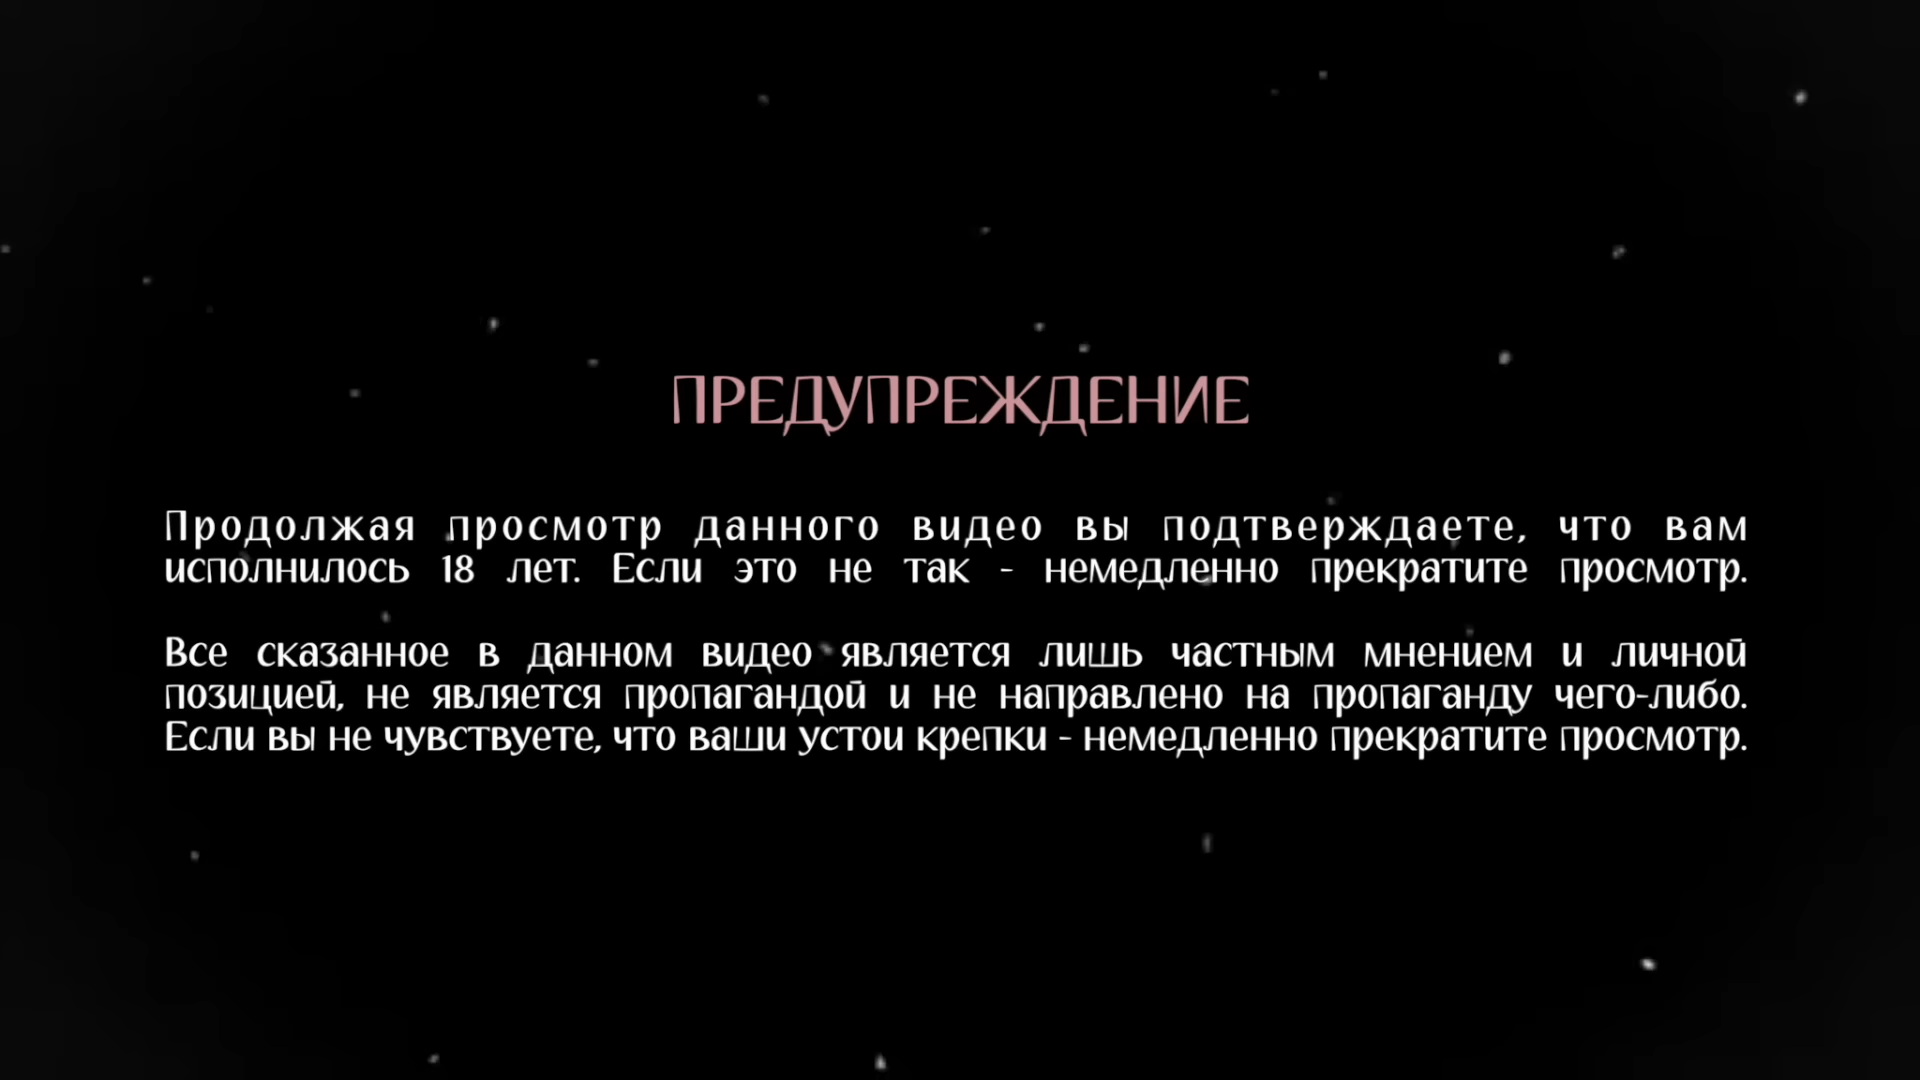 ПРЕДУПРЕЖДЕНИЕ
Продолжая просмотр данного видео вы подтверждаете, что вам
исполнилось 18 лет. Если это не так - немедленно прекратите просмотр.
Все сказанное в данном видео является лишь частным мнением и личной
позицией, не является пропагандой и не направлено на пропаганду чего-либо.
Если вы не чувствуете, что ваши устои крепки - немедленно прекратите просмотр.